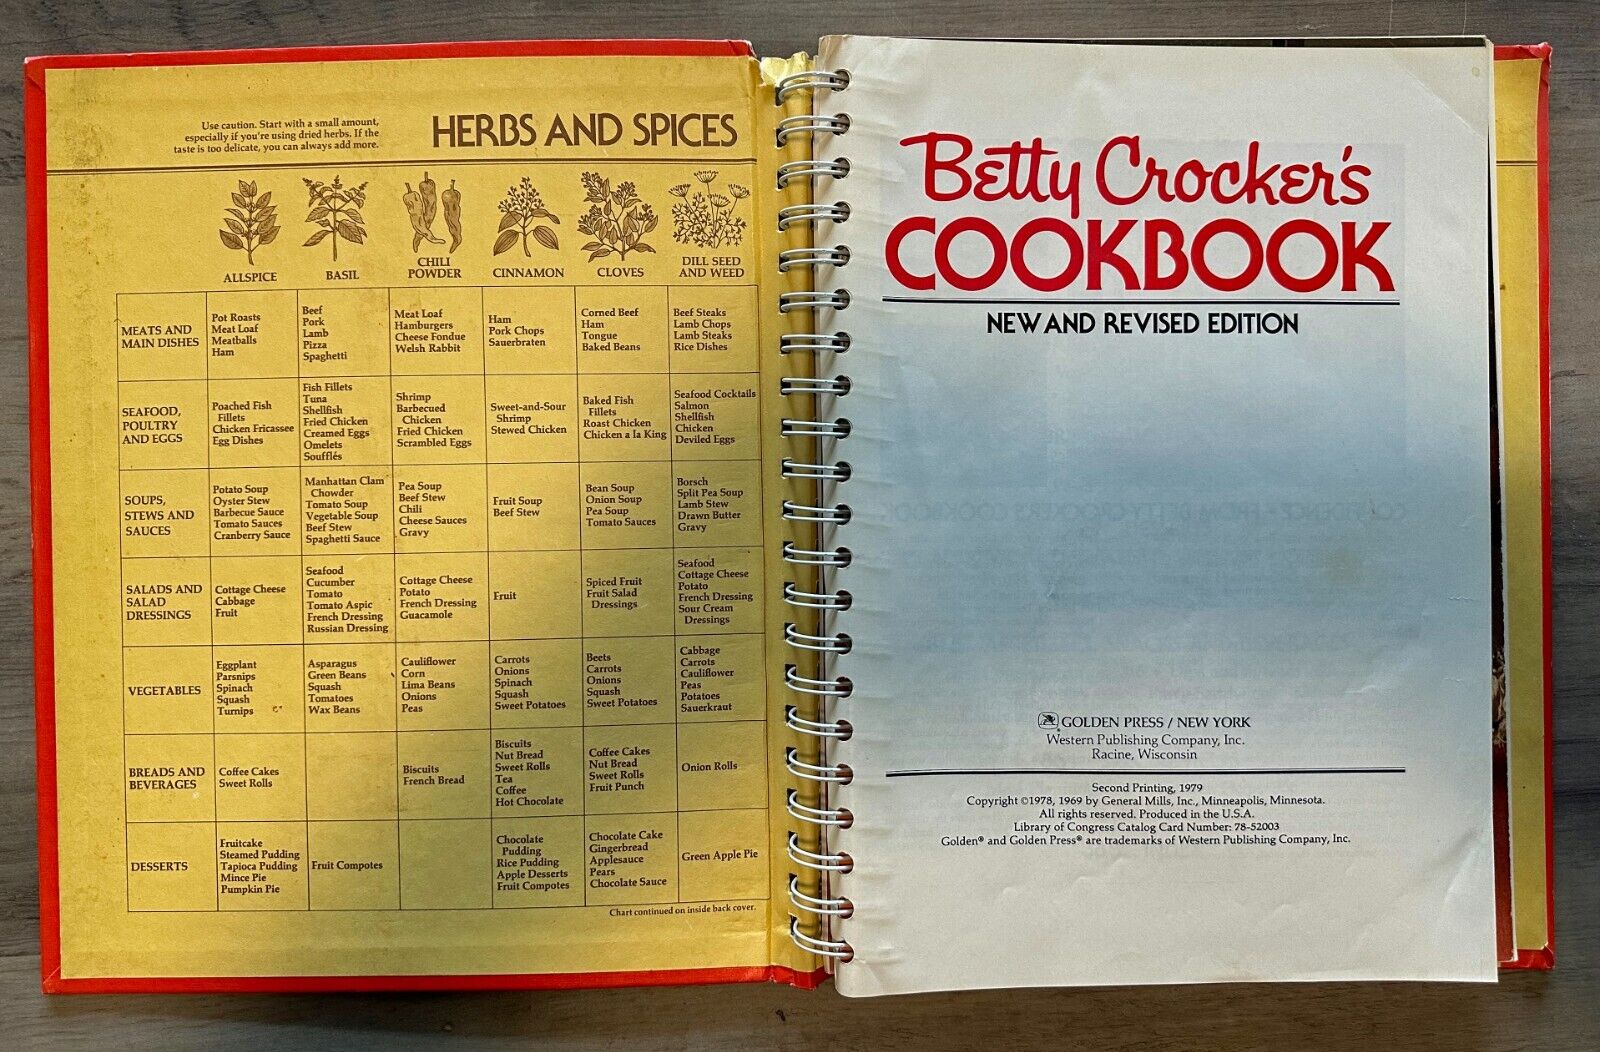 Use caution. Start with a small amount,
especially if you're using dried herbs. If the
taste is too delicate, you can always add more.
HERBS AND SPICES
ALLSPICE
BASIL
CHILI
POWDER
CINNAMON
CLOVES
DILL SEED
AND WEED
MEATS AND
MAIN DISHES
Pot Roasts
Meat Loaf
Meatballs
Ham
Beef
Pork
Lamb
Pizza
Spaghetti
Meat Loaf
Hamburgers
Cheese Fondue
Welsh Rabbit
Ham
Pork Chops
Sauerbraten
Corned Beef
Ham
Tongue
Baked Beans
Beef Steaks
Lamb Chops
Lamb Steaks
Rice Dishes
SEAFOOD,
POULTRY
AND EGGS
Poached Fish
Fillets
Chicken Fricassee
Egg Dishes
Fish Fillets
Tuna
Shellfish
Fried Chicken
Creamed Eggs
Omelets
Soufflés
Shrimp
Barbecued
Chicken
Fried Chicken
Scrambled Eggs
Sweet-and-Sour
Shrimp
Stewed Chicken
Baked Fish
Fillets
Roast Chicken
Chicken a la King
Seafood Cocktails
Salmon
Shellfish
Chicken
Deviled Eggs
SOUPS,
STEWS AND
SAUCES
Potato Soup
Oyster Stew
Barbecue Sauce
Tomato Sauces
Cranberry Sauce
Manhattan Clam
Chowder
Tomato Soup
Vegetable Soup
Beef Stew
Spaghetti Sauce
Pea Soup
Beef Stew
Chili
Cheese Sauces
Gravy
Fruit Soup
Beef Stew
Bean Soup
Onion Soup
Pea Soup
Tomato Sauces
Borsch
Split Pea Soup
Lamb Stew
Drawn Butter
Gravy
SALADS AND
SALAD
DRESSINGS
Cottage Cheese
Cabbage
Fruit
Seafood
Cucumber
Tomato
Tomato Aspic
French Dressing
Russian Dressing
Cottage Cheese
Potato
French Dressing
Guacamole
Fruit
Spiced Fruit
Fruit Salad
Dressings
Seafood
Cottage Cheese
Potato
French Dressing
Sour Cream
Dressings
VEGETABLES
Eggplant
Parsnips
Spinach
Squash
Turnips
Asparagus
Green Beans
Squash
Tomatoes
Wax Beans
Cauliflower
Corn
Lima Beans
Onions
Peas
Carrots
Onions
Spinach
Squash
Sweet Potatoes
Beets
Carrots
Onions
Squash
Sweet Potatoes
Cabbage
Carrots
Cauliflower
Peas
Potatoes
Sauerkraut
BREADS AND
BEVERAGES
Coffee Cakes
Sweet Rolls
Biscuits
French Bread
Biscuits
Nut Bread
Sweet Rolls
Tea
Coffee
Hot Chocolate
Coffee Cakes
Nut Bread
Sweet Rolls
Fruit Punch
Onion Rolls
DESSERTS
Fruitcake
Steamed Pudding
Tapioca Pudding
Mince Pie
Pumpkin Pie
Fruit Compotes
Chocolate
Pudding
Rice Pudding
Apple Desserts
Fruit Compotes
Chocolate Cake
Gingerbread
Applesauce
Pears
Chocolate Sauce
Green Apple Pie
Chart continued on inside back cover.
Betty Crocker's
COOKBOOK
NEW AND REVISED EDITION
GOLDEN PRESS / NEW YORK
Western Publishing Company, Inc.
Racine, Wisconsin
Second Printing, 1979
Copyright ©1978, 1969 by General Mills, Inc., Minneapolis, Minnesota.
All rights reserved. Produced in the U.S.A.
Library of Congress Catalog Card Number: 78-52003
Golden® and Golden Press® are trademarks of Western Publishing Company, Inc.